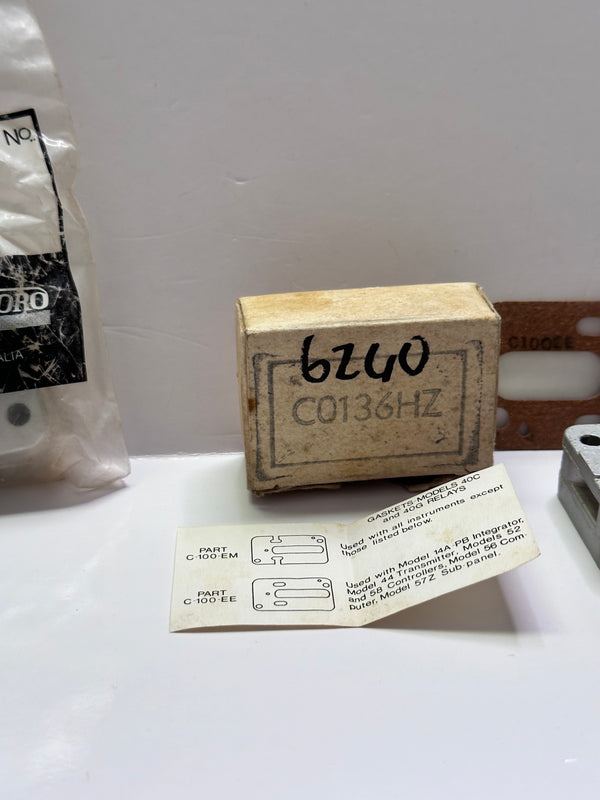 No.
ORO
ALIA
6240
C0136HZ
C100EE
GASKETS-MODELS 40C
and 40G RELAYS
PART
C-100-EM
Used with all instruments except
those listed below.
PART
C-100-EE
Used with Model 14A PB Integrator,
Model 44 Transmitter, Models 52
and 58 Controllers, Model 56 Com-
puter, Model 57Z Sub-panel.